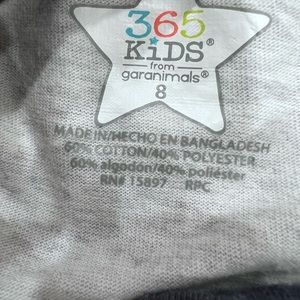 365
KiDS®
from
garanimals®
8
MADE IN/HECHO EN BANGLADESH
60% COTTON/40% POLYESTER
60% algodón/40% poliéster
RN# 15897 RPC